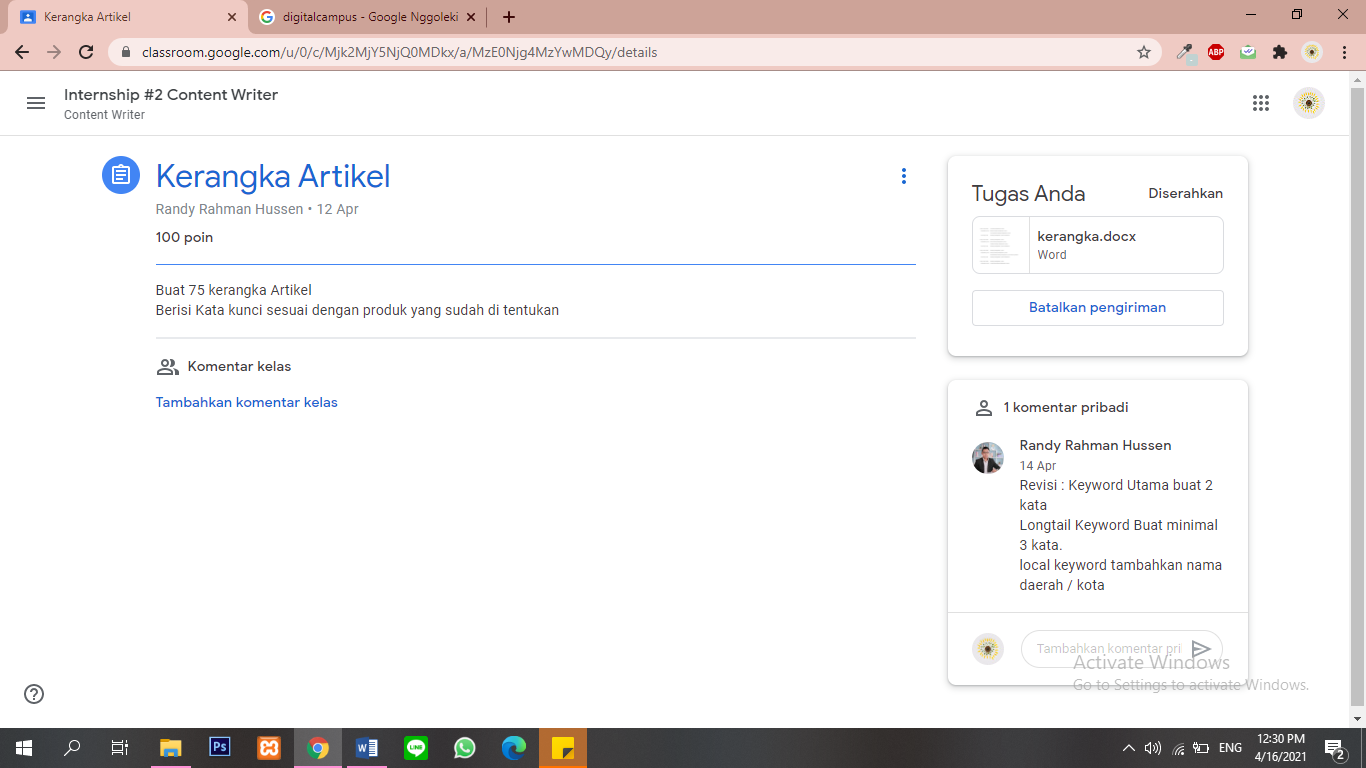 Kerangka Artikel
digitalcampus - Google Nggoleki
classroom.google.com/u/0/c/Mjk2MjY5NjQ0MDkx/a/MzE0Njg4MzYwMDQy/details
ABP
Internship #2 Content Writer
Content Writer
Kerangka Artikel
Randy Rahman Hussen • 12 Apr
100 poin
Buat 75 kerangka Artikel
Berisi Kata kunci sesuai dengan produk yang sudah di tentukan
Komentar kelas
Tambahkan komentar kelas
Tugas Anda
Diserahkan
kerangka.docx
Word
Batalkan pengiriman
1 komentar pribadi
Randy Rahman Hussen
14 Apr
Revisi : Keyword Utama buat 2
kata
Longtail Keyword Buat minimal
3 kata.
local keyword tambahkan nama
daerah / kota
Tambahkan komentar pri
Activate Windows
Go to Settings to activate Windows.
Ps
LINE
ENG
12:30 PM
4/16/2021
2